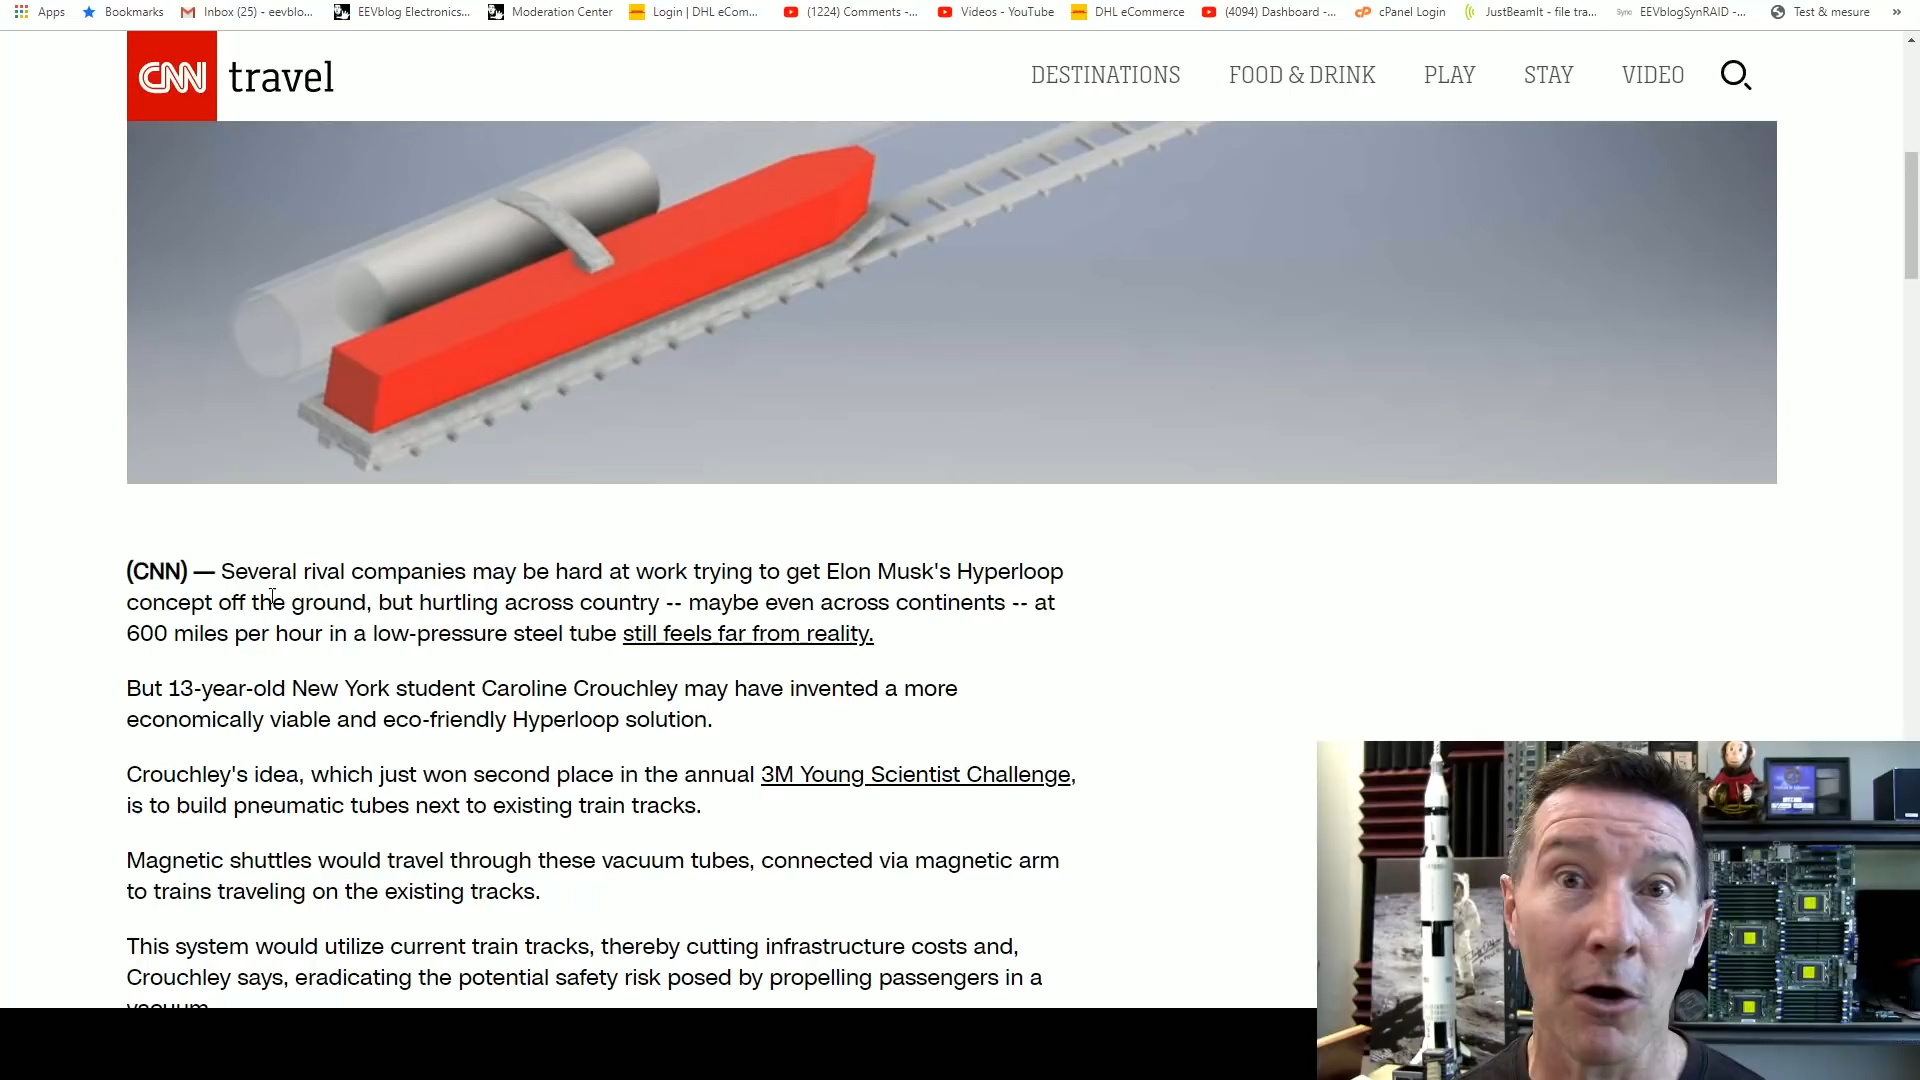 Apps
Bookmarks
Inbox (25) - eevblo...
EEVblog Electronics...
Moderation Center
Login | DHL eCom...
(1224) Comments -...
Videos - YouTube
DHL eCommerce
(4094) Dashboard -...
cPanel Login
JustBeamIt - file tra...
Sync
EEVblogSynRAID -...
Test & mesure
»
CNN travel
DESTINATIONS
FOOD & DRINK
PLAY
STAY
VIDEO
(CNN) — Several rival companies may be hard at work trying to get Elon Musk's Hyperloop
concept off the ground, but hurtling across country -- maybe even across continents -- at
600 miles per hour in a low-pressure steel tube still feels far from reality.
But 13-year-old New York student Caroline Crouchley may have invented a more
economically viable and eco-friendly Hyperloop solution.
Crouchley's idea, which just won second place in the annual 3M Young Scientist Challenge,
is to build pneumatic tubes next to existing train tracks.
Magnetic shuttles would travel through these vacuum tubes, connected via magnetic arm
to trains traveling on the existing tracks.
This system would utilize current train tracks, thereby cutting infrastructure costs and,
Crouchley says, eradicating the potential safety risk posed by propelling passengers in a
vacuum.